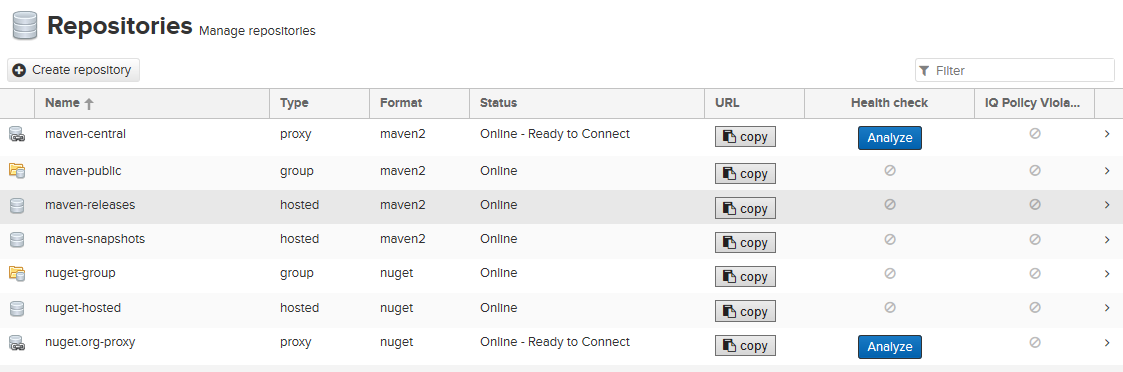 Repositories Manage repositories
Create repository
Filter
Name Type Format Status URL Health check IQ Policy Viola...
maven-central proxy maven2 Online - Ready to Connect copy Analyze
maven-public group maven2 Online copy
maven-releases hosted maven2 Online copy
maven-snapshots hosted maven2 Online copy
nuget-group group nuget Online copy
nuget-hosted hosted nuget Online copy
nuget.org-proxy proxy nuget Online - Ready to Connect copy Analyze